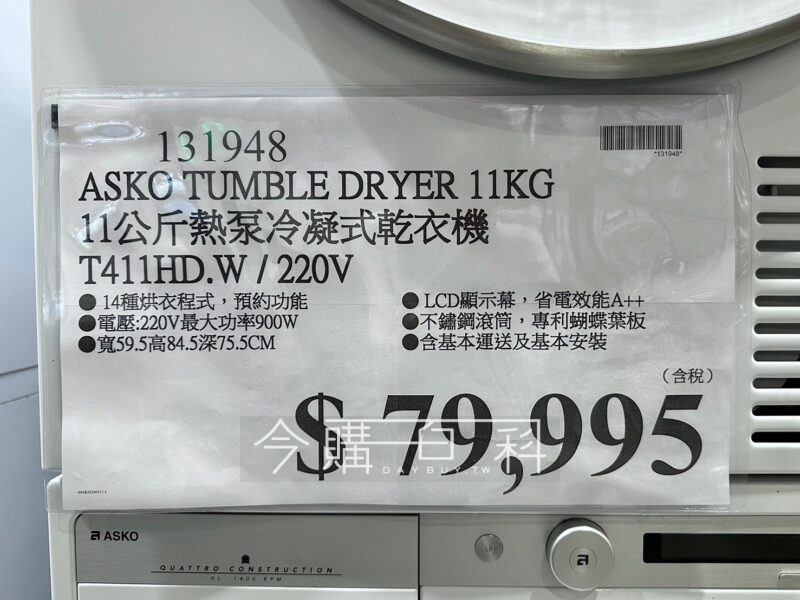 131948
*131948*
ASKO TUMBLE DRYER 11KG
11公斤熱泵冷凝式乾衣機
T411HD.W / 220V
● 14種烘衣程式，預約功能
●電壓:220V最大功率900W
●寬59.5高84.5深75.5CM
● LCD顯示幕，省電效能A++
●不鏽鋼滾筒，專利蝴蝶葉板
●含基本運送及基本安裝
（含稅）
$ 79,995
今購百科
DAYBUY.TW
ASKO
QUATTRO CONSTRUCTION
XL 1400 RPM